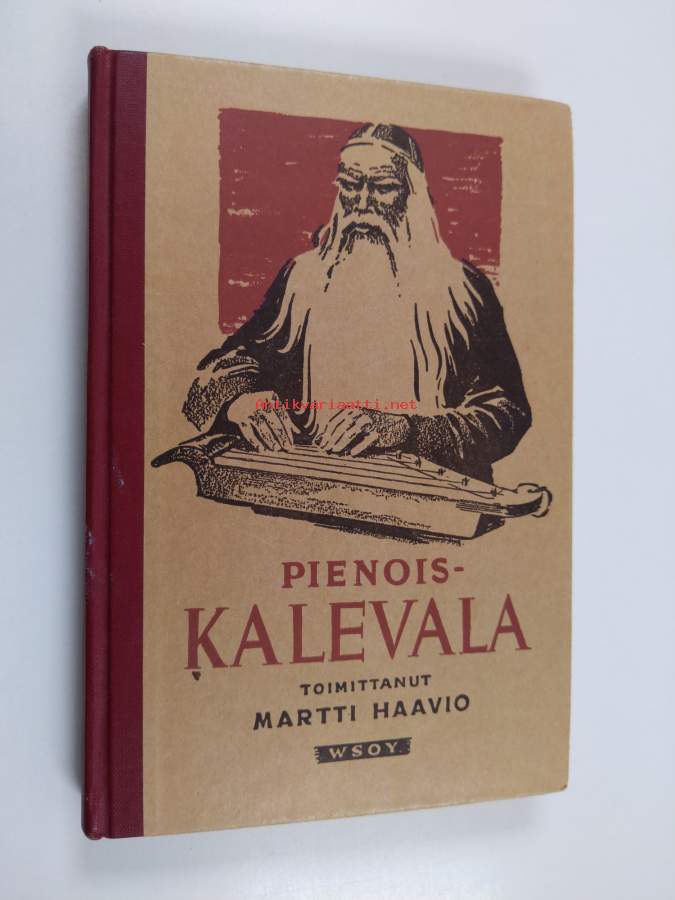 Antikvariaatti.net
PIENOIS-
KALEVALA
TOIMITTANUT
MARTTI HAAVIO
WSOY